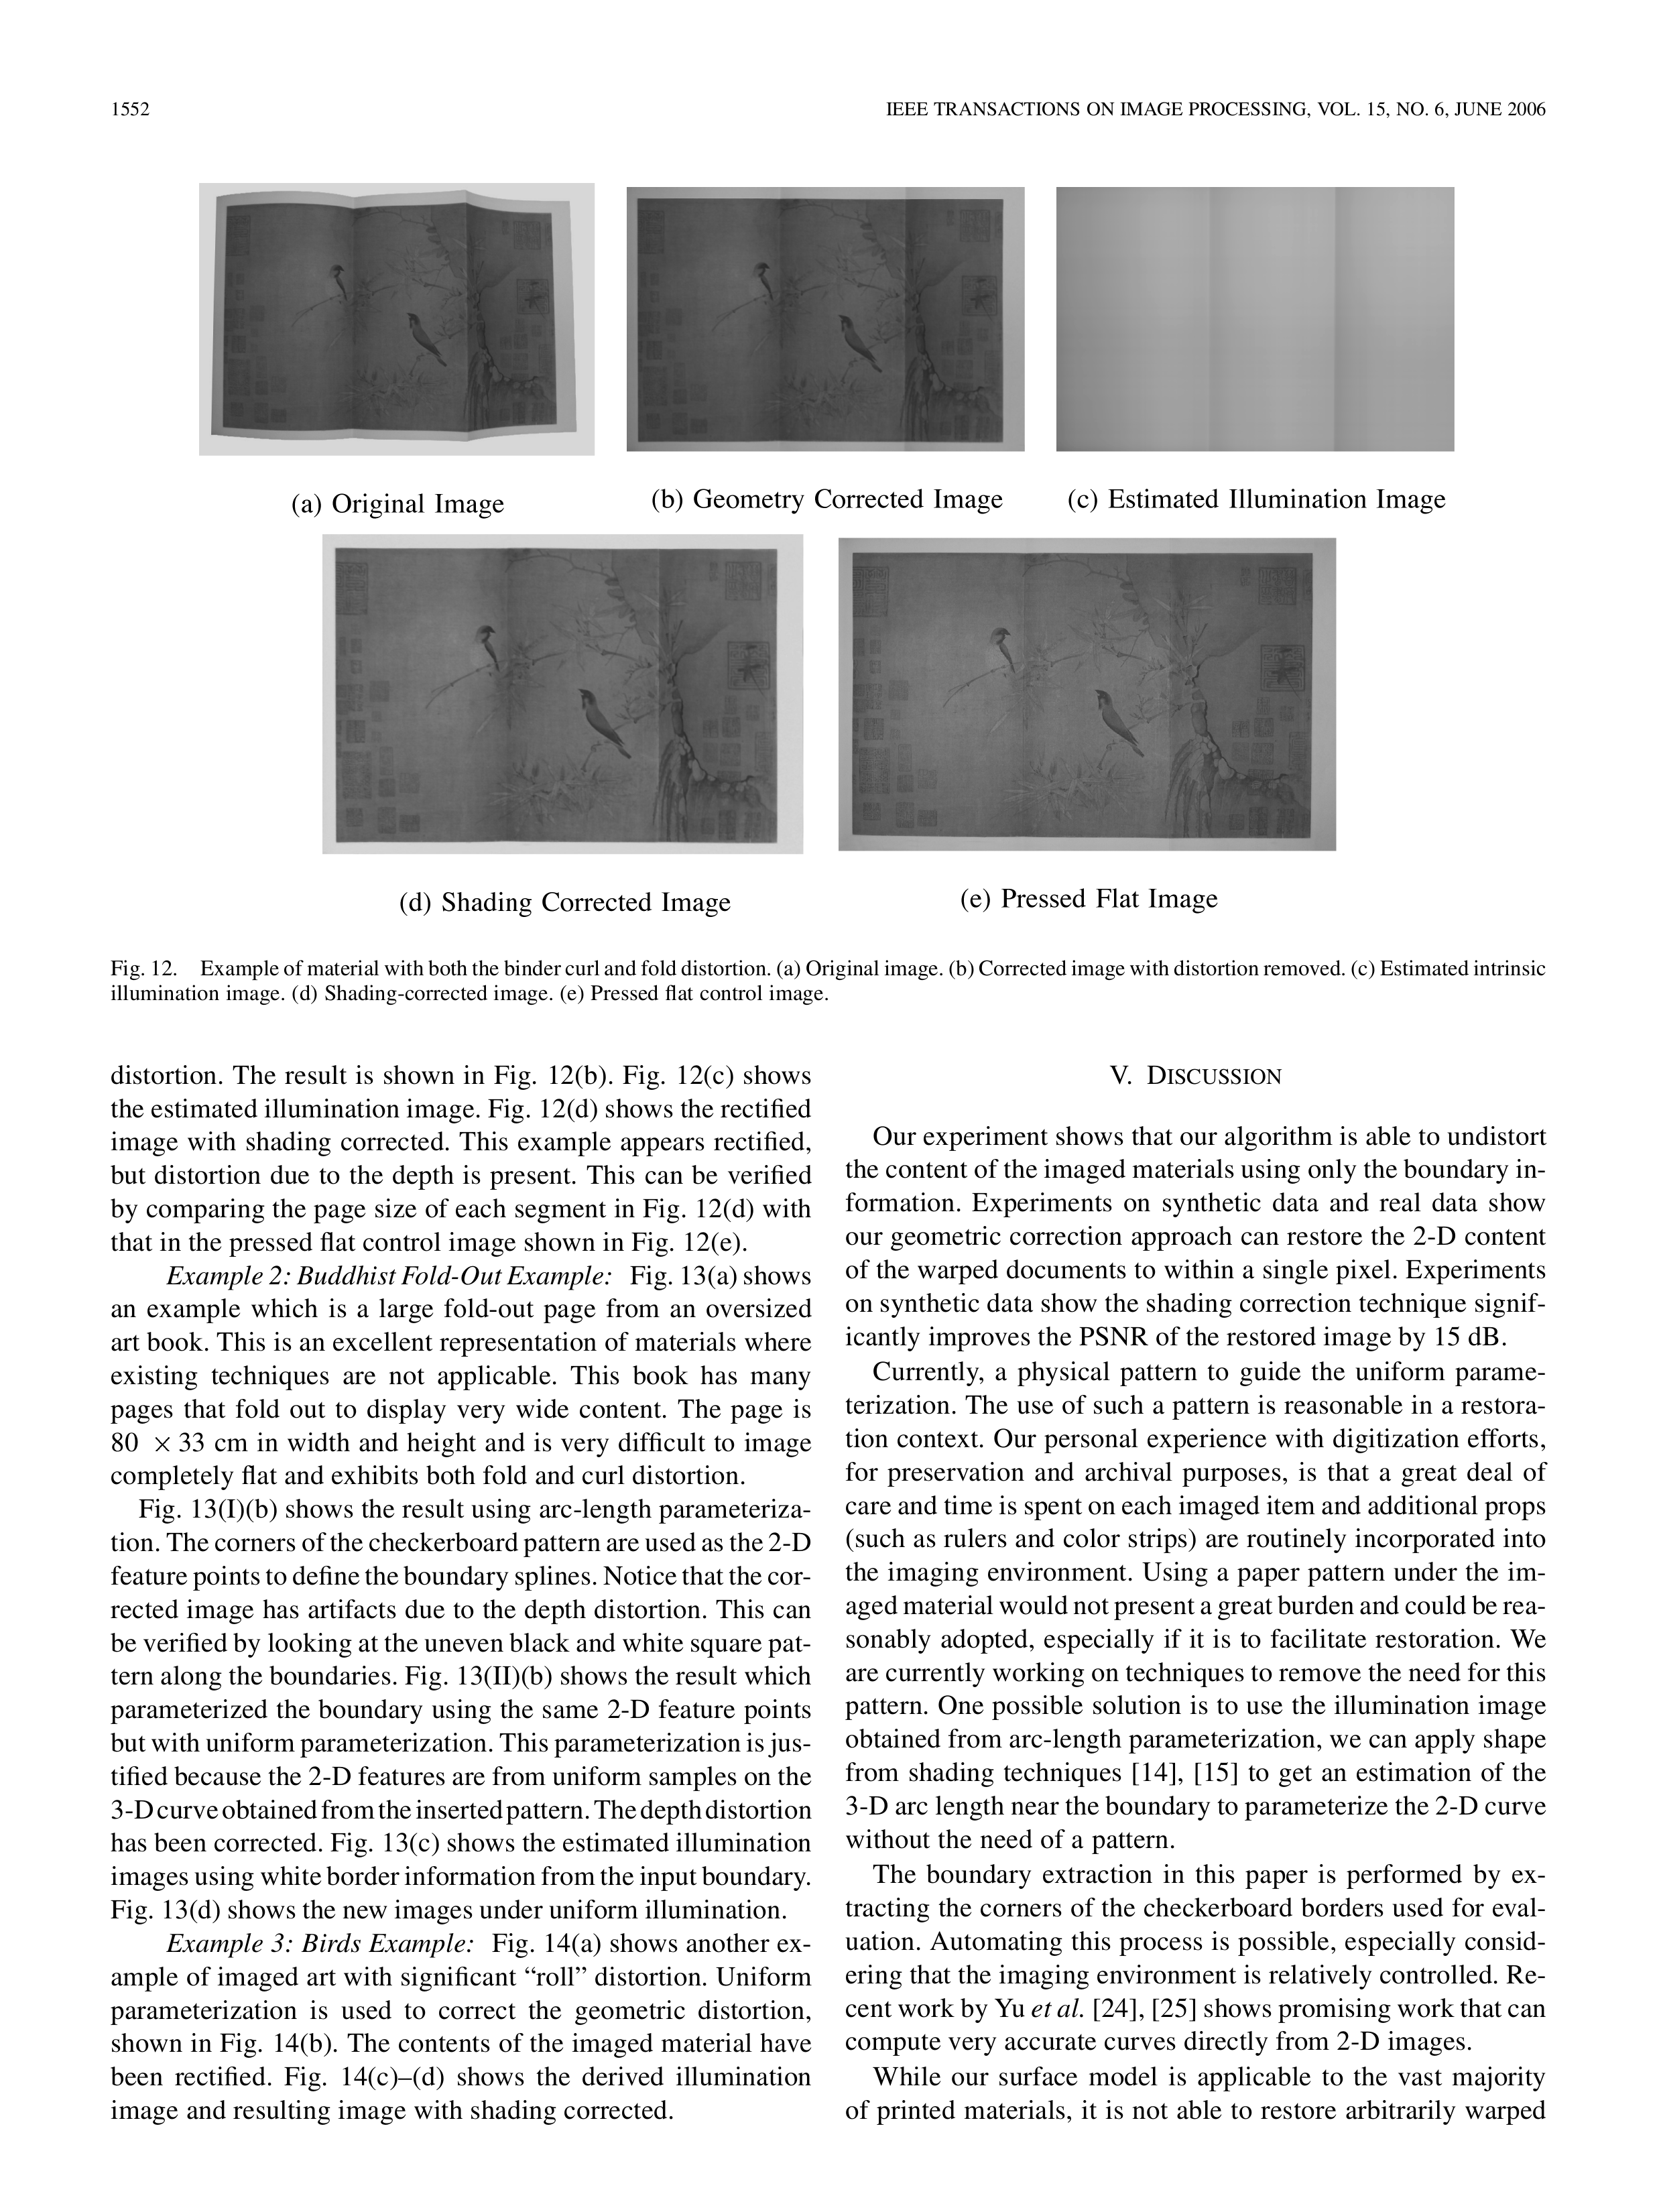 1552
IEEE TRANSACTIONS ON IMAGE PROCESSING, VOL. 15, NO. 6, JUNE 2006
(a) Original Image
(b) Geometry Corrected Image
(c) Estimated Illumination Image
(d) Shading Corrected Image
(e) Pressed Flat Image
Fig. 12. Example of material with both the binder curl and fold distortion. (a) Original image. (b) Corrected image with distortion removed. (c) Estimated intrinsic
illumination image. (d) Shading-corrected image. (e) Pressed flat control image.
distortion. The result is shown in Fig. 12(b). Fig. 12(c) shows
the estimated illumination image. Fig. 12(d) shows the rectified
image with shading corrected. This example appears rectified,
but distortion due to the depth is present. This can be verified
by comparing the page size of each segment in Fig. 12(d) with
that in the pressed flat control image shown in Fig. 12(e).
Example 2: Buddhist Fold-Out Example: Fig. 13(a) shows
an example which is a large fold-out page from an oversized
art book. This is an excellent representation of materials where
existing techniques are not applicable. This book has many
pages that fold out to display very wide content. The page is
80 × 33 cm in width and height and is very difficult to image
completely flat and exhibits both fold and curl distortion.
Fig. 13(I)(b) shows the result using arc-length parameteriza-
tion. The corners of the checkerboard pattern are used as the 2-D
feature points to define the boundary splines. Notice that the cor-
rected image has artifacts due to the depth distortion. This can
be verified by looking at the uneven black and white square pat-
tern along the boundaries. Fig. 13(II)(b) shows the result which
parameterized the boundary using the same 2-D feature points
but with uniform parameterization. This parameterization is jus-
tified because the 2-D features are from uniform samples on the
3-D curve obtained from the inserted pattern. The depth distortion
has been corrected. Fig. 13(c) shows the estimated illumination
images using white border information from the input boundary.
Fig. 13(d) shows the new images under uniform illumination.
Example 3: Birds Example: Fig. 14(a) shows another ex-
ample of imaged art with significant “roll” distortion. Uniform
parameterization is used to correct the geometric distortion,
shown in Fig. 14(b). The contents of the imaged material have
been rectified. Fig. 14(c)–(d) shows the derived illumination
image and resulting image with shading corrected.
V. DISCUSSION
Our experiment shows that our algorithm is able to undistort
the content of the imaged materials using only the boundary in-
formation. Experiments on synthetic data and real data show
our geometric correction approach can restore the 2-D content
of the warped documents to within a single pixel. Experiments
on synthetic data show the shading correction technique signif-
icantly improves the PSNR of the restored image by 15 dB.
Currently, a physical pattern to guide the uniform parame-
terization. The use of such a pattern is reasonable in a restora-
tion context. Our personal experience with digitization efforts,
for preservation and archival purposes, is that a great deal of
care and time is spent on each imaged item and additional props
(such as rulers and color strips) are routinely incorporated into
the imaging environment. Using a paper pattern under the im-
aged material would not present a great burden and could be rea-
sonably adopted, especially if it is to facilitate restoration. We
are currently working on techniques to remove the need for this
pattern. One possible solution is to use the illumination image
obtained from arc-length parameterization, we can apply shape
from shading techniques [14], [15] to get an estimation of the
3-D arc length near the boundary to parameterize the 2-D curve
without the need of a pattern.
The boundary extraction in this paper is performed by ex-
tracting the corners of the checkerboard borders used for eval-
uation. Automating this process is possible, especially consid-
ering that the imaging environment is relatively controlled. Re-
cent work by Yu et al. [24], [25] shows promising work that can
compute very accurate curves directly from 2-D images.
While our surface model is applicable to the vast majority
of printed materials, it is not able to restore arbitrarily warped